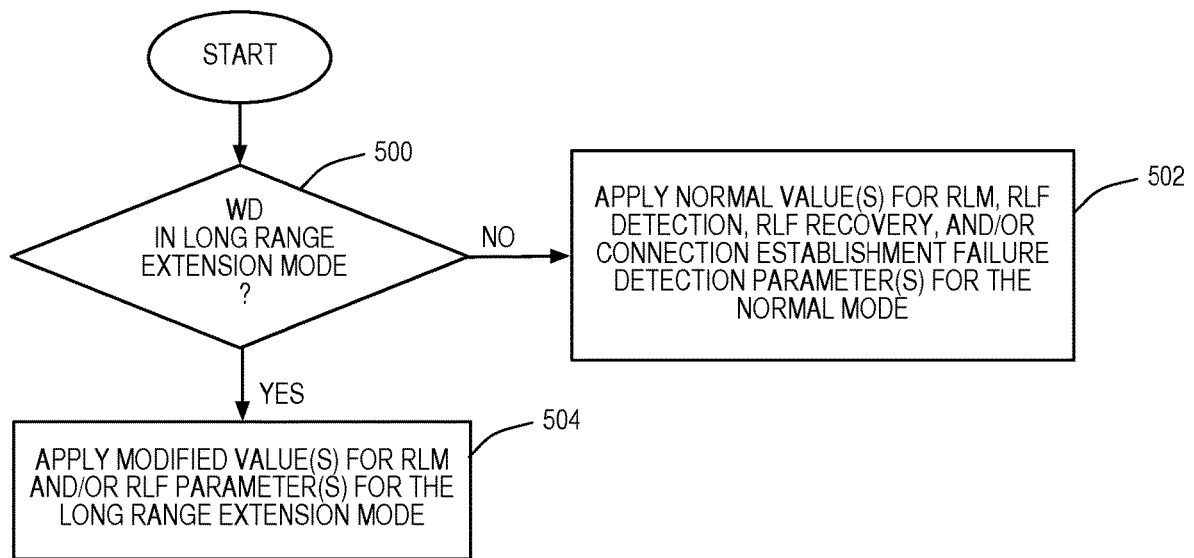 START
500
WD
IN LONG RANGE
EXTENSION MODE
?
NO
502
APPLY NORMAL VALUE(S) FOR RLM, RLF
DETECTION, RLF RECOVERY, AND/OR
CONNECTION ESTABLISHMENT FAILURE
DETECTION PARAMETER(S) FOR THE
NORMAL MODE
YES
504
APPLY MODIFIED VALUE(S) FOR RLM
AND/OR RLF PARAMETER(S) FOR THE
LONG RANGE EXTENSION MODE